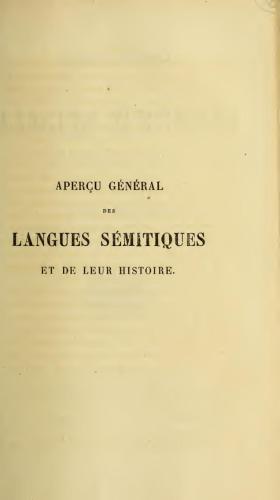 APERÇU GÉNÉRAL
DES
LANGUES SÉMITIQUES
ET DE LEUR HISTOIRE.